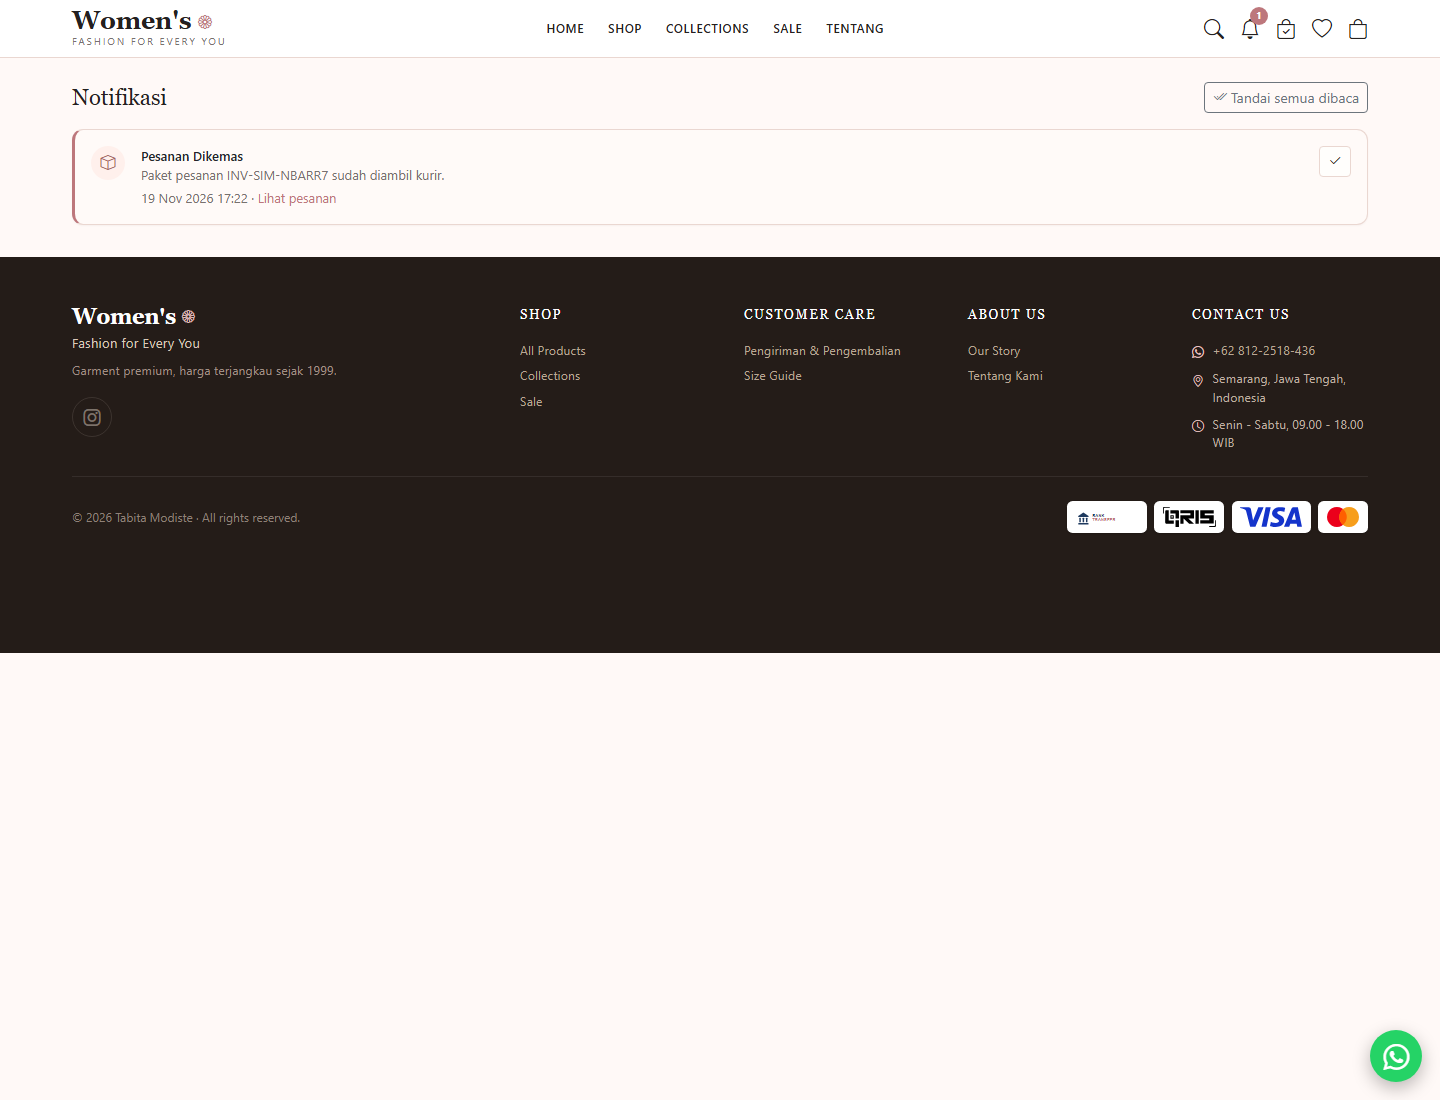 Women's
FASHION FOR EVERY YOU
HOME SHOP COLLECTIONS SALE TENTANG
1
Notifikasi
Tandai semua dibaca
Pesanan Dikemas
Paket pesanan INV-SIM-NBARR7 sudah diambil kurir.
19 Nov 2026 17:22 · Lihat pesanan
Women's
Fashion for Every You
Garment premium, harga terjangkau sejak 1999.
SHOP
All Products
Collections
Sale
CUSTOMER CARE
Pengiriman & Pengembalian
Size Guide
ABOUT US
Our Story
Tentang Kami
CONTACT US
+62 812-2518-436
Semarang, Jawa Tengah,
Indonesia
Senin - Sabtu, 09.00 - 18.00
WIB
© 2026 Tabita Modiste · All rights reserved.
BANK
TRANSFER
QRIS
VISA